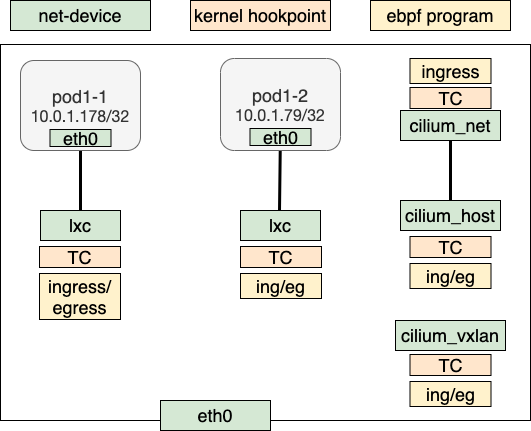 net-device
kernel hookpoint
ebpf program
pod1-1
10.0.1.178/32
eth0
lxc
TC
ingress/
egress
pod1-2
10.0.1.79/32
eth0
lxc
TC
ing/eg
ingress
TC
cilium_net
cilium_host
TC
ing/eg
cilium_vxlan
TC
ing/eg
eth0